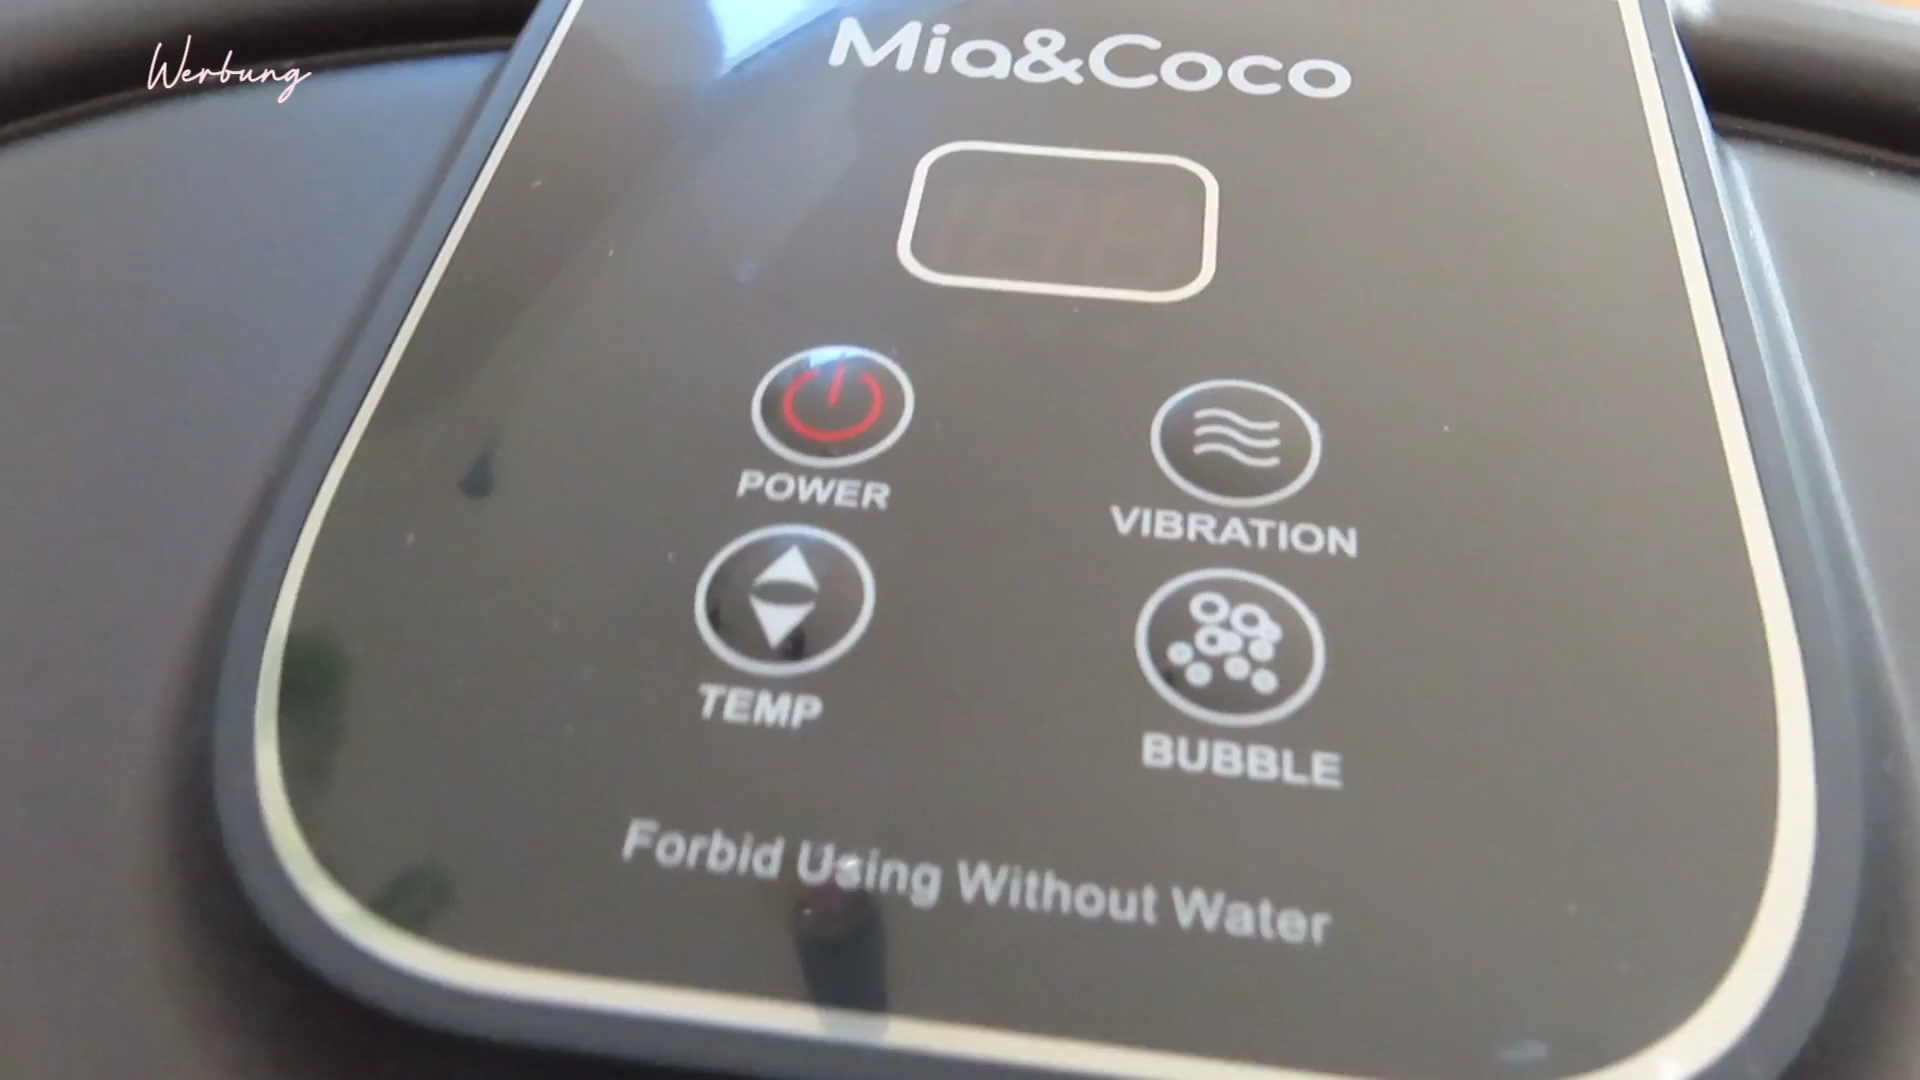 Werbung
Mia&Coco
POWER
VIBRATION
TEMP
BUBBLE
Forbid Using Without Water